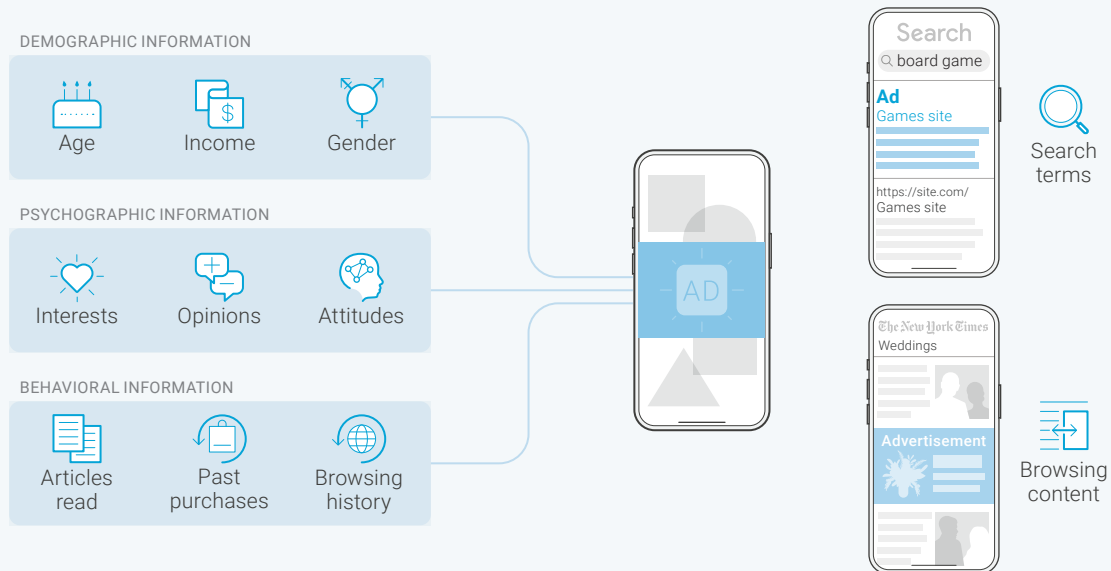 DEMOGRAPHIC INFORMATION
Age
Income
Gender
PSYCHOGRAPHIC INFORMATION
Interests
Opinions
Attitudes
BEHAVIORAL INFORMATION
Articles
read
Past
purchases
Browsing
history
$
AD
Search
board game
Ad
Games site
https://site.com/
Games site
Search
terms
The New York Times
Weddings
Advertisement
Browsing
content